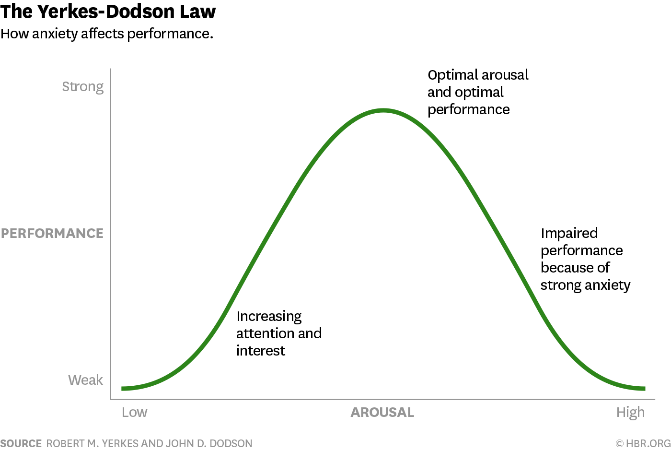 The Yerkes-Dodson Law
How anxiety affects performance.
Strong
Optimal arousal
and optimal
performance
PERFORMANCE
Impaired
performance
because of
strong anxiety
Increasing
attention and
interest
Weak
Low
AROUSAL
High
SOURCE ROBERT M. YERKES AND JOHN D. DODSON
© HBR.ORG